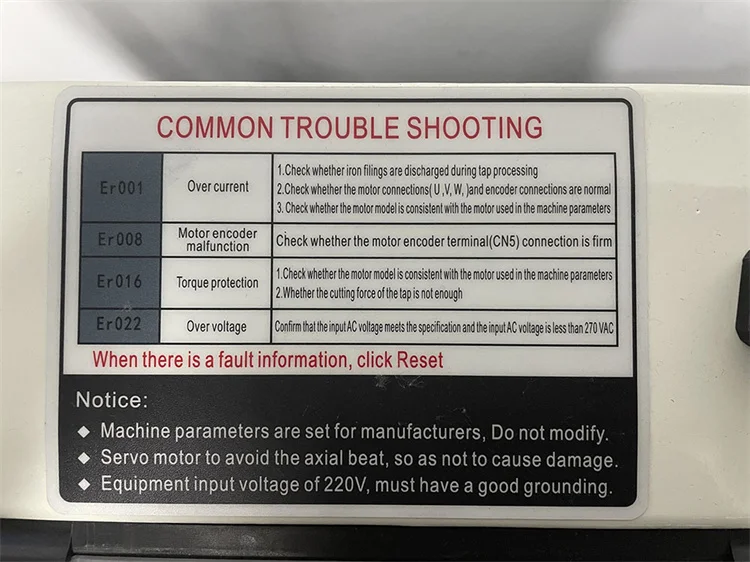 COMMON TROUBLE SHOOTING
Er001
Over current
1.Check whether iron filings are discharged during tap processing
2.Check whether the motor connections( U ,V, W, )and encoder connections are normal
3. Check whether the motor model is consistent with the motor used in the machine parameters
Er008
Motor encoder
malfunction
Check whether the motor encoder terminal(CN5) connection is firm
Er016
Torque protection
1.Check whether the motor model is consistent with the motor used in the machine parameters
2.Whether the cutting force of the tap is not enough
Er022
Over voltage
Confirm that the input AC voltage meets the specification and the input AC voltage is less than 270 VAC
When there is a fault information, click Reset
Notice:
◆ Machine parameters are set for manufacturers, Do not modify.
◆ Servo motor to avoid the axial beat, so as not to cause damage.
◆ Equipment input voltage of 220V, must have a good grounding.